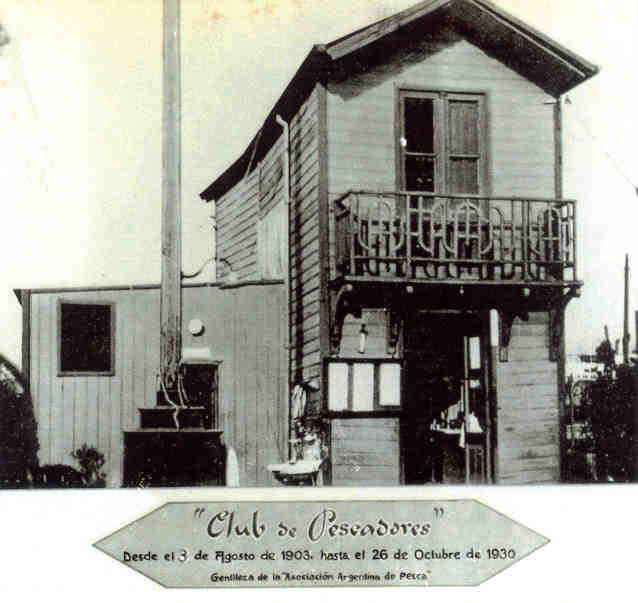 "Club de Pescadores"
Desde el 3 de Agosto de 1903, hasta el 26 de Octubre de 1930
Gentileza de la "Asociación Argentina de Pesca"